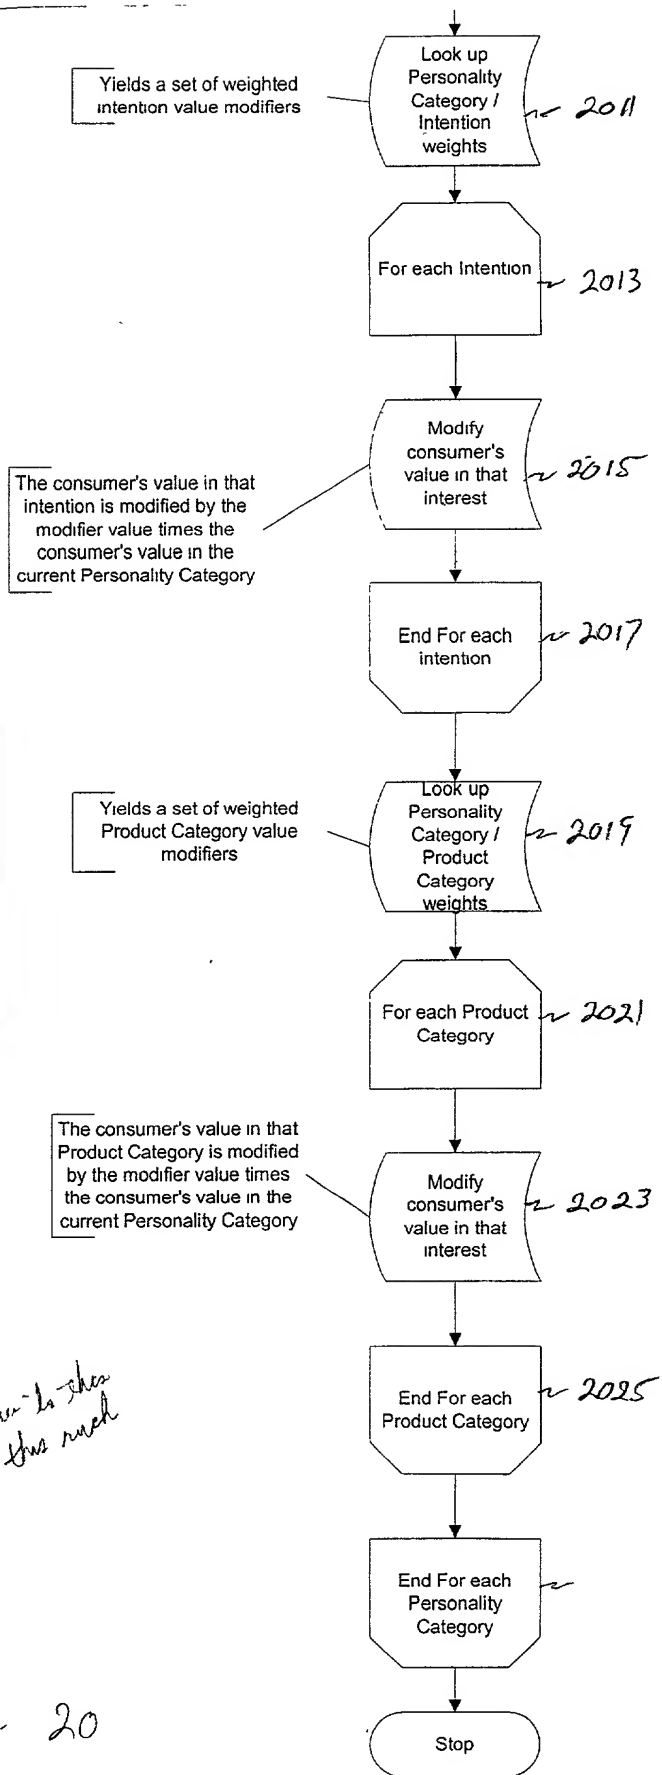 Look up
Personality
Category /
Intention
weights
Yields a set of weighted
intention value modifiers
2011
For each Intention
2013
Modify
consumer's
value in that
interest
2015
The consumer's value in that
intention is modified by the
modifier value times the
consumer's value in the
current Personality Category
End For each
intention
2017
Look up
Personality
Category /
Product
Category
weights
Yields a set of weighted
Product Category value
modifiers
2019
For each Product
Category
2021
Modify
consumer's
value in that
interest
2023
The consumer's value in that
Product Category is modified
by the modifier value times
the consumer's value in the
current Personality Category
End For each
Product Category
2025
this
this much
End For each
Personality
Category
- 20
Stop